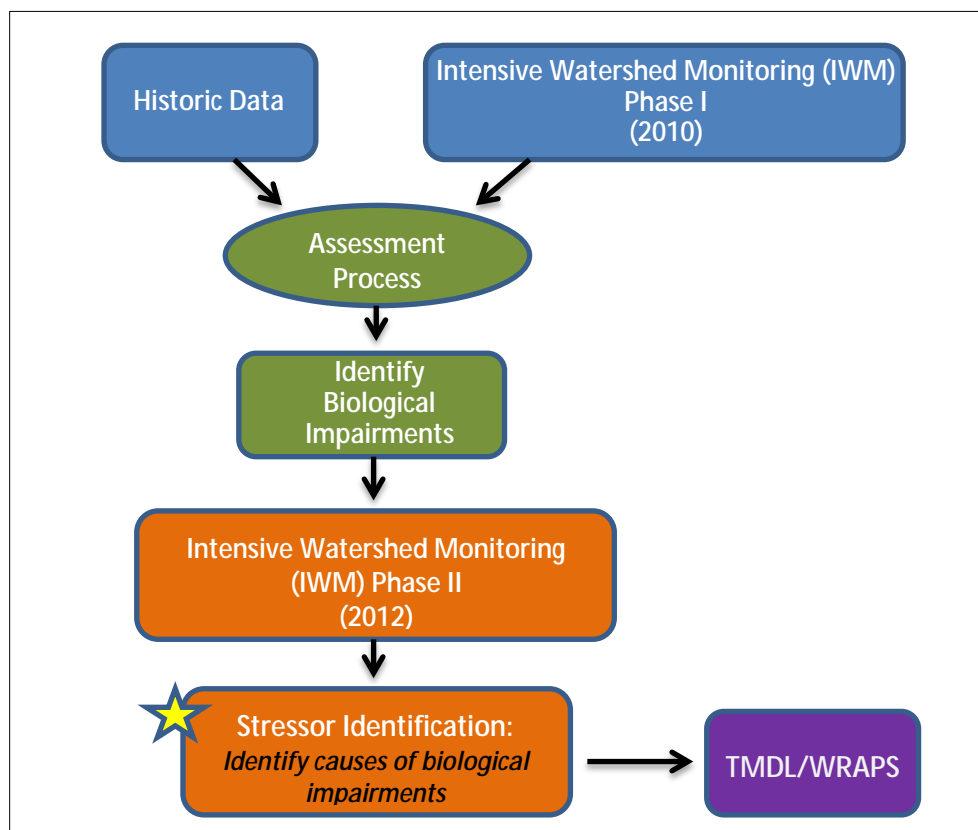 Historic Data
Intensive Watershed Monitoring (IWM)
Phase I
(2010)
Assessment
Process
Identify
Biological
Impairments
Intensive Watershed Monitoring
(IWM) Phase II
(2012)
Stressor Identification:
Identify causes of biological
impairments
TMDL/WRAPS